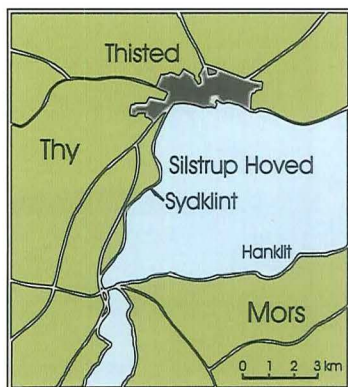 Thisted
Thy
Silstrup Hoved
Sydklint
Hanklit
Mors
0 1 2 3 km